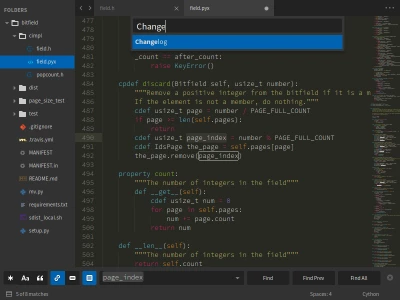 FOLDERS
bitfield
cimpl
field.h
field.pyx
popcount.h
dist
page_size_test
test
.gitignore
.travis.yml
MANIFEST
MANIFEST.in
README.md
rev.py
requirements.txt
sdist_local.sh
setup.py
field.h
field.pyx
Change
Changelog
477
478
479
480
481 _count == after_count:
482 raise KeyError()
483
484 cpdef discard(Bitfield self, usize_t number):
485 """Remove a positive integer from the bitfield if it is a m
486 If the element is not a member, do nothing."""
487 cdef usize_t page = number / PAGE_FULL_COUNT
488 if page >= len(self.pages):
489 return
490 cdef usize_t page_index = number % PAGE_FULL_COUNT
491 cdef IdsPage the_page = self.pages[page]
492 the_page.remove(page_index)
493
494 property count:
495 """The number of integers in the field"""
496 def __get__(self):
497 cdef usize_t num = 0
498 for page in self.pages:
499 num += page.count
500 return num
501
502 def __len__(self):
503 """The number of integers in the field"""
504 return self.count
page_index
Find
Find Prev
Find All
5 of 8 matches
Spaces: 4
Cython